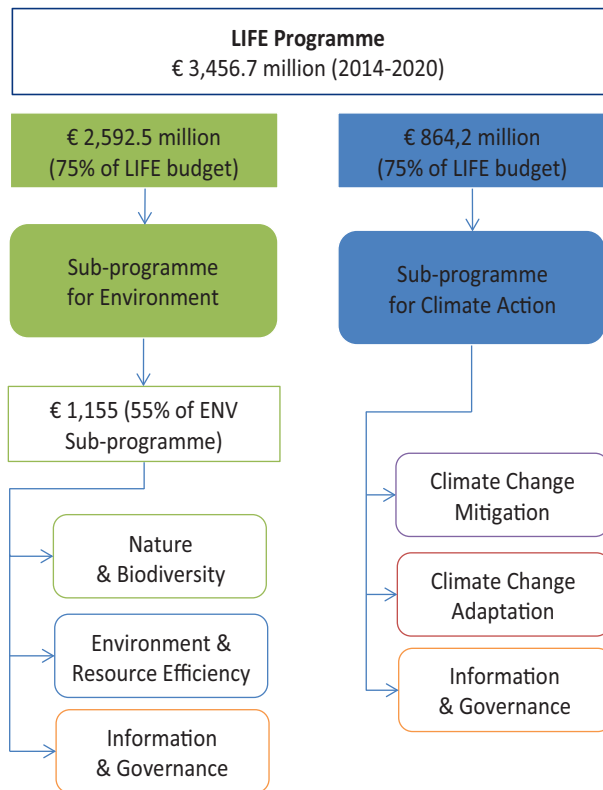 LIFE Programme
€ 3,456.7 million (2014-2020)
€ 2,592.5 million
(75% of LIFE budget)
€ 864,2 million
(75% of LIFE budget)
Sub-programme
for Environment
Sub-programme
for Climate Action
€ 1,155 (55% of ENV
Sub-programme)
Nature
& Biodiversity
Environment &
Resource Efficiency
Information
& Governance
Climate Change
Mitigation
Climate Change
Adaptation
Information
& Governance